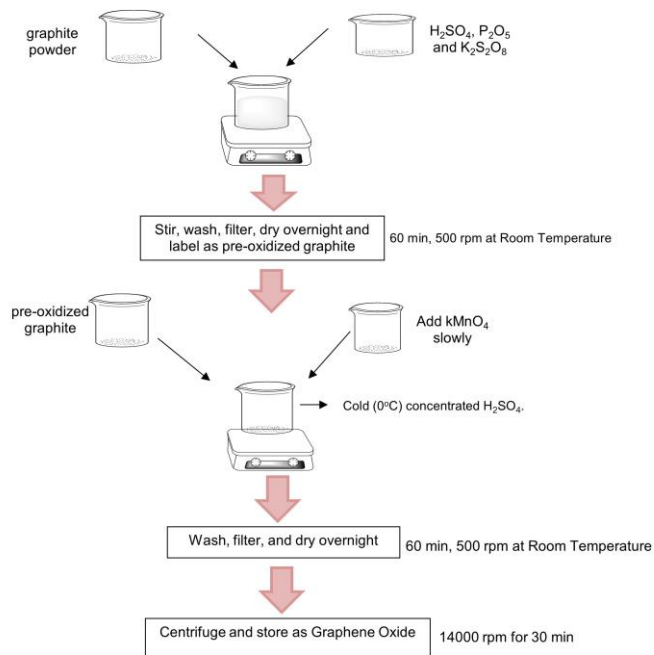 graphite
powder
H₂SO₄, P₂O₅
and K₂S₂O₈
Stir, wash, filter, dry overnight and
label as pre-oxidized graphite
60 min, 500 rpm at Room Temperature
pre-oxidized
graphite
Add kMnO₄
slowly
Cold (0ºC) concentrated H₂SO₄.
Wash, filter, and dry overnight
60 min, 500 rpm at Room Temperature
Centrifuge and store as Graphene Oxide
14000 rpm for 30 min